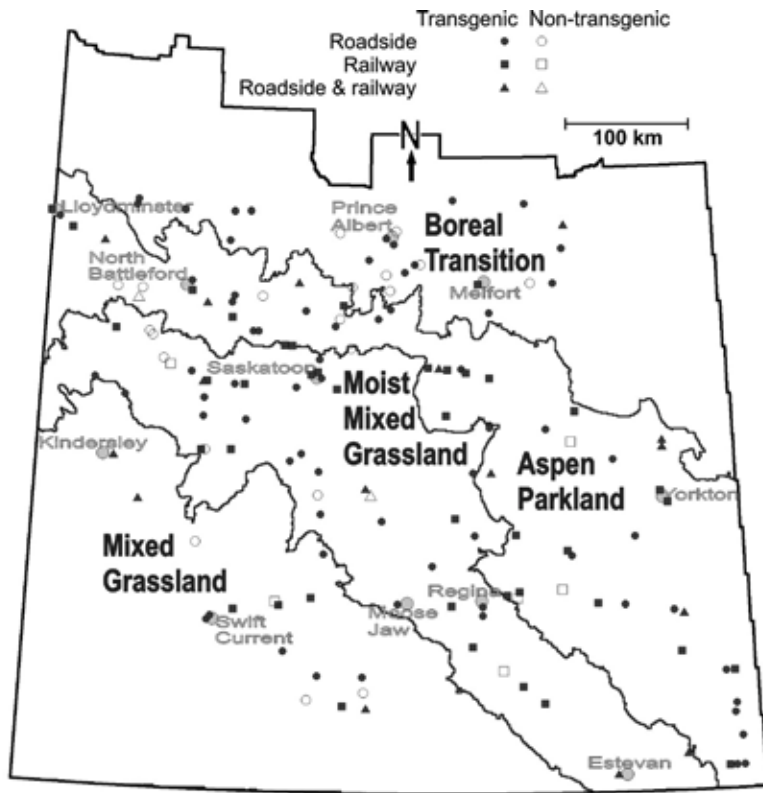 Transgenic Non-transgenic
Roadside
Railway
Roadside & railway
N
100 km
Lloydminster
Prince
Albert
Boreal
Transition
North
Battleford
Melfort
Saskatoon
Moist
Mixed
Grassland
Kindersley
Aspen
Parkland
Yorkton
Mixed
Grassland
Regina
Moose
Jaw
Swift
Current
Estevan